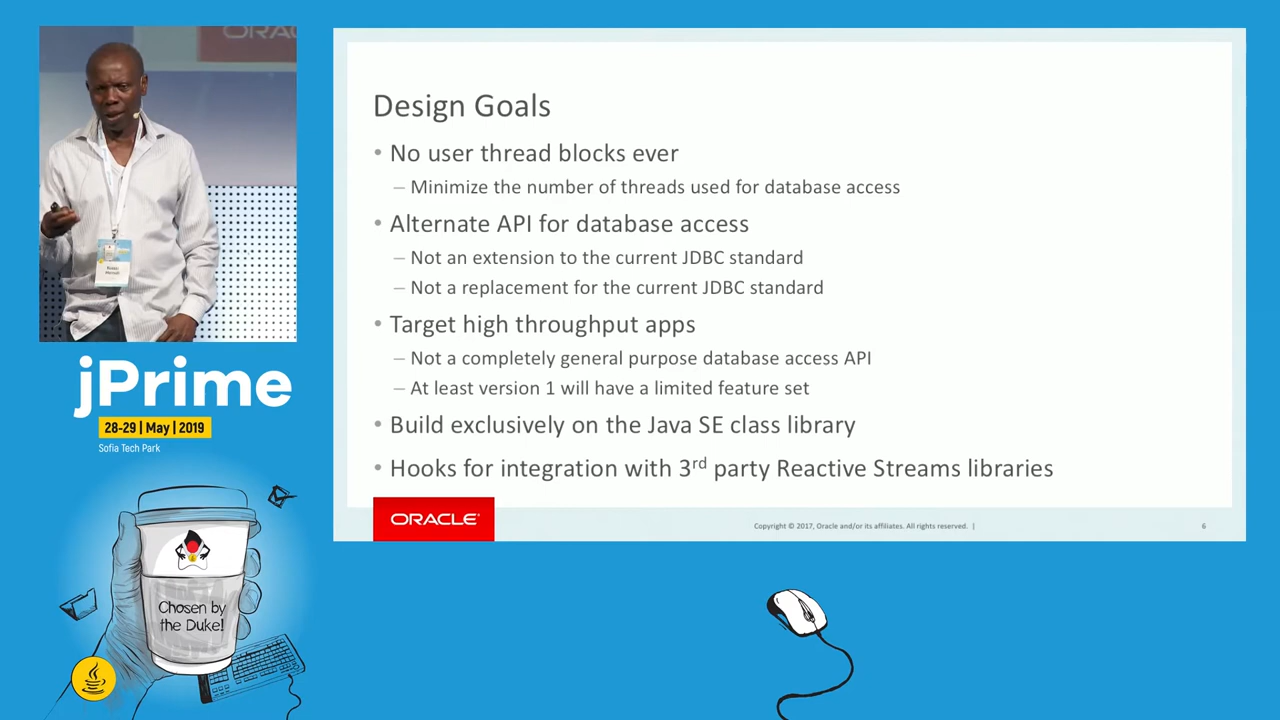 ORAC
Design Goals
• No user thread blocks ever
– Minimize the number of threads used for database access
• Alternate API for database access
– Not an extension to the current JDBC standard
– Not a replacement for the current JDBC standard
• Target high throughput apps
– Not a completely general purpose database access API
– At least version 1 will have a limited feature set
• Build exclusively on the Java SE class library
• Hooks for integration with 3rd party Reactive Streams libraries
ORACLE
Copyright © 2017, Oracle and/or its affiliates. All rights reserved. |
6
jPrime
28-29 | May | 2019
Sofia Tech Park
Chosen by
the Duke!